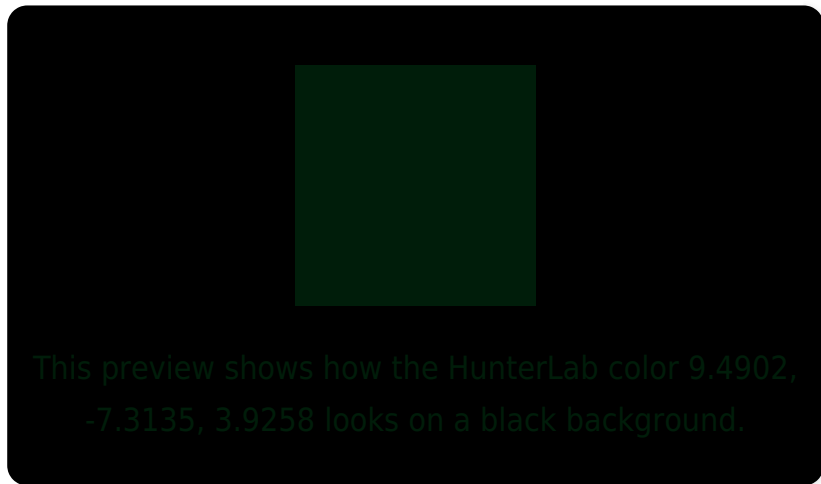 This preview shows how the HunterLab color 9.4902,
-7.3135, 3.9258 looks on a black background.